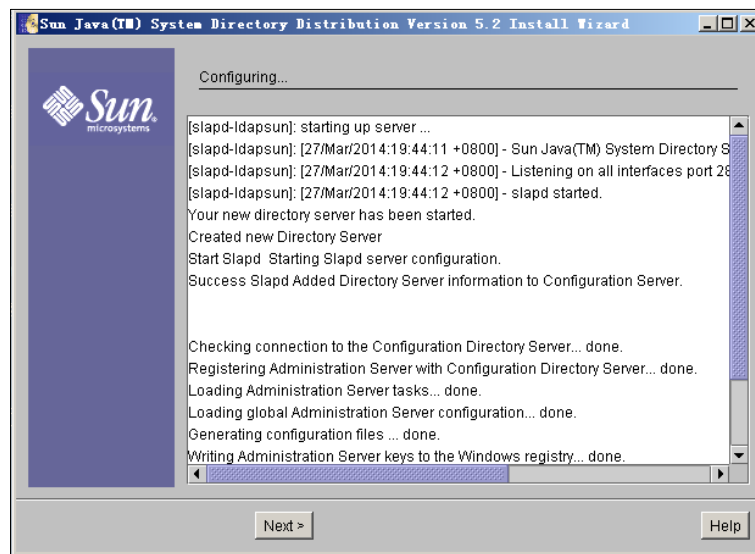 Sun Java(TM) System Directory Distribution Version 5.2 Install Wizard
Sun
microsystems
Configuring...
[slapd-ldapsun]: starting up server ...
[slapd-ldapsun]: [27/Mar/2014:19:44:11 +0800] - Sun Java(TM) System Directory S
[slapd-ldapsun]: [27/Mar/2014:19:44:12 +0800] - Listening on all interfaces port 28
[slapd-ldapsun]: [27/Mar/2014:19:44:12 +0800] - slapd started.
Your new directory server has been started.
Created new Directory Server
Start Slapd  Starting Slapd server configuration.
Success Slapd Added Directory Server information to Configuration Server.
Checking connection to the Configuration Directory Server... done.
Registering Administration Server with Configuration Directory Server... done.
Loading Administration Server tasks... done.
Loading global Administration Server configuration... done.
Generating configuration files ... done.
Writing Administration Server keys to the Windows registry... done.
Next >
Help